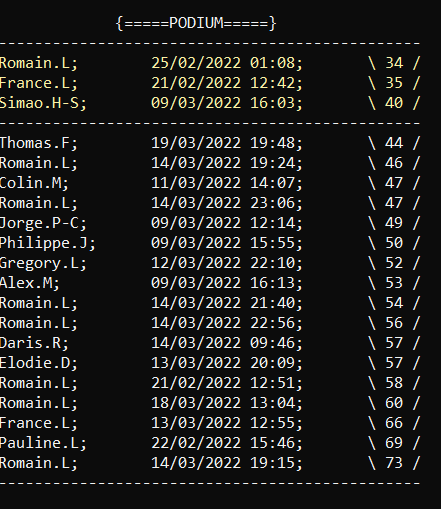 {=====PODIUM=====}
-------------------------------------------------
Romain.L; 25/02/2022 01:08; \ 34 /
France.L; 21/02/2022 12:42; \ 35 /
Simao.H-S; 09/03/2022 16:03; \ 40 /
-------------------------------------------------
Thomas.F; 19/03/2022 19:48; \ 44 /
Romain.L; 14/03/2022 19:24; \ 46 /
Colin.M; 11/03/2022 14:07; \ 47 /
Romain.L; 14/03/2022 23:06; \ 47 /
Jorge.P-C; 09/03/2022 12:14; \ 49 /
Philippe.J; 09/03/2022 15:55; \ 50 /
Gregory.L; 12/03/2022 22:10; \ 52 /
Alex.M; 09/03/2022 16:13; \ 53 /
Romain.L; 14/03/2022 21:40; \ 54 /
Romain.L; 14/03/2022 22:56; \ 56 /
Daris.R; 14/03/2022 09:46; \ 57 /
Elodie.D; 13/03/2022 20:09; \ 57 /
Romain.L; 21/02/2022 12:51; \ 58 /
Romain.L; 18/03/2022 13:04; \ 60 /
France.L; 13/03/2022 12:55; \ 66 /
Pauline.L; 22/02/2022 15:46; \ 69 /
Romain.L; 14/03/2022 19:15; \ 73 /
-------------------------------------------------